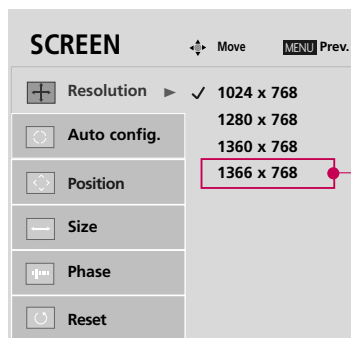 SCREEN
Move MENU Prev.
Resolution ► ✓ 1024 x 768
1280 x 768
1360 x 768
1366 x 768
Auto config.
Position
Size
Phase
Reset